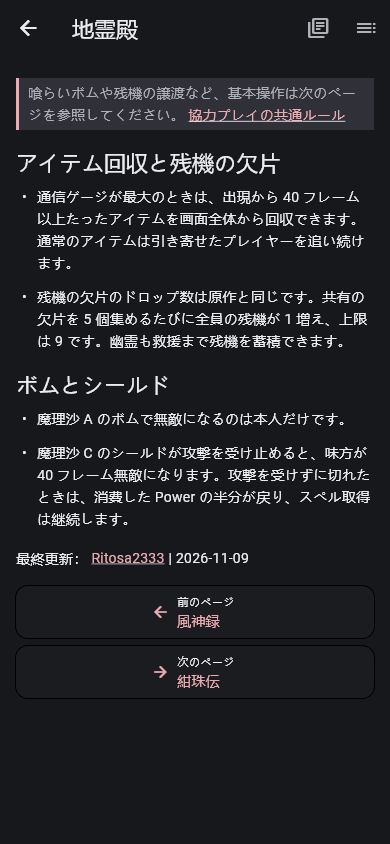 地霊殿
喰らいボムや残機の譲渡など、基本操作は次のペー
ジを参照してください。 協力プレイの共通ルール
アイテム回収と残機の欠片
・ 通信ゲージが最大のときは、出現から 40 フレーム
以上たったアイテムを画面全体から回収できます。
通常のアイテムは引き寄せたプレイヤーを追い続け
ます。
・ 残機の欠片のドロップ数は原作と同じです。共有の
欠片を 5 個集めるたびに全員の残機が 1 増え、上限
は 9 です。幽霊も救援まで残機を蓄積できます。
ボムとシールド
・ 魔理沙 A のボムで無敵になるのは本人だけです。
・ 魔理沙 C のシールドが攻撃を受け止めると、味方が
40 フレーム無敵になります。攻撃を受けずに切れた
ときは、消費した Power の半分が戻り、スペル取得
は継続します。
最終更新： Ritosa2333 | 2026-11-09
前のページ
風神録
次のページ
紺珠伝